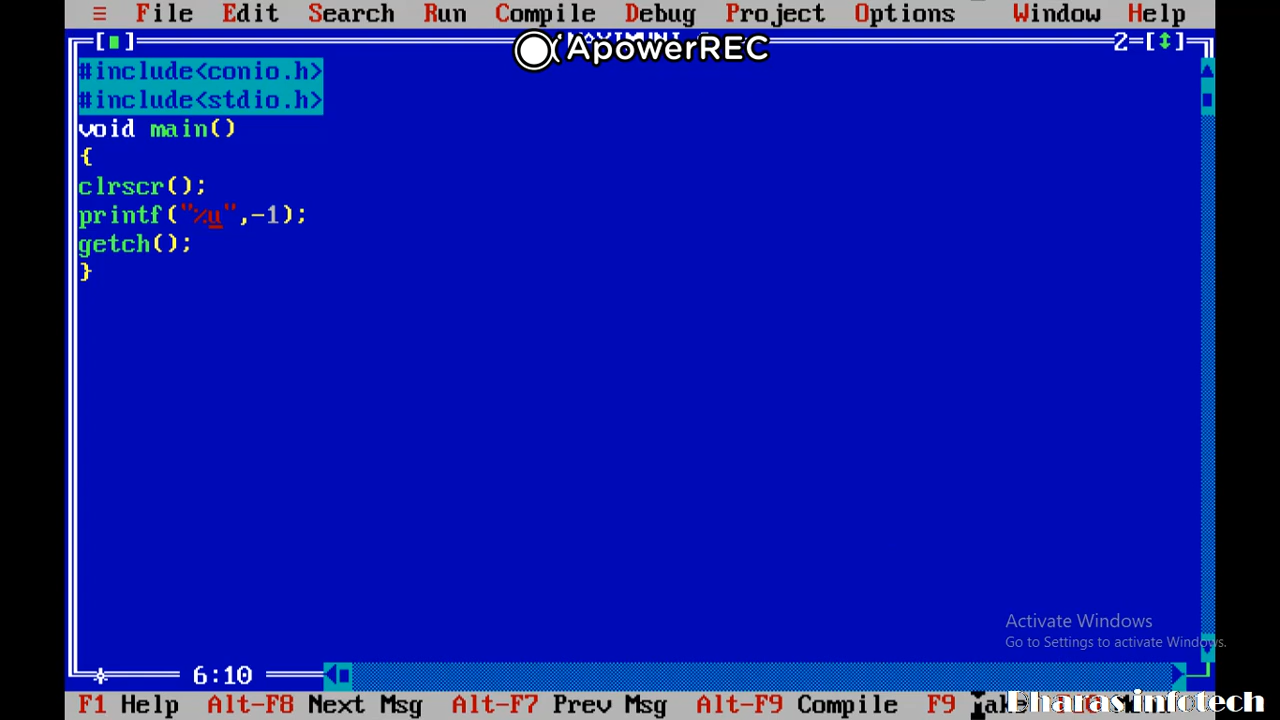 ≡ File Edit Search Run Compile Debug Project Options Window Help
[■] 2=[↕]
ApowerREC
#include<conio.h>
#include<stdio.h>
void main()
{
clrscr();
printf("%u",-1);
getch();
}
Activate Windows
Go to Settings to activate Windows.
6:10
F1 Help Alt-F8 Next Msg Alt-F7 Prev Msg Alt-F9 Compile F9
Dharas infotech